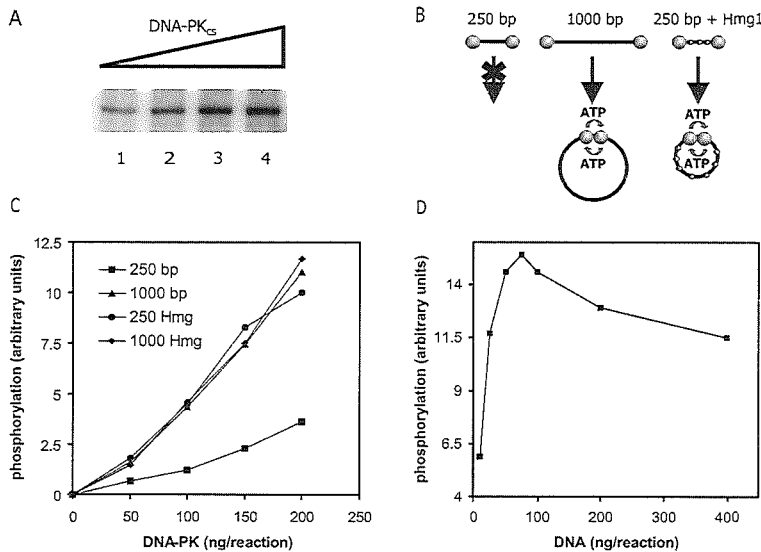 A
DNA-PKcs
1 2 3 4
B
250 bp 1000 bp 250 bp + Hmg1
ATP ATP
ATP ATP
C
phosphorylation (arbitrary units)
12.5
10
7.5
5
2.5
0
250 bp
1000 bp
250 Hmg
1000 Hmg
0 50 100 150 200 250
DNA-PK (ng/reaction)
D
phosphorylation (arbitrary units)
14
11.5
9
6.5
4
0 100 200 300 400
DNA (ng/reaction)